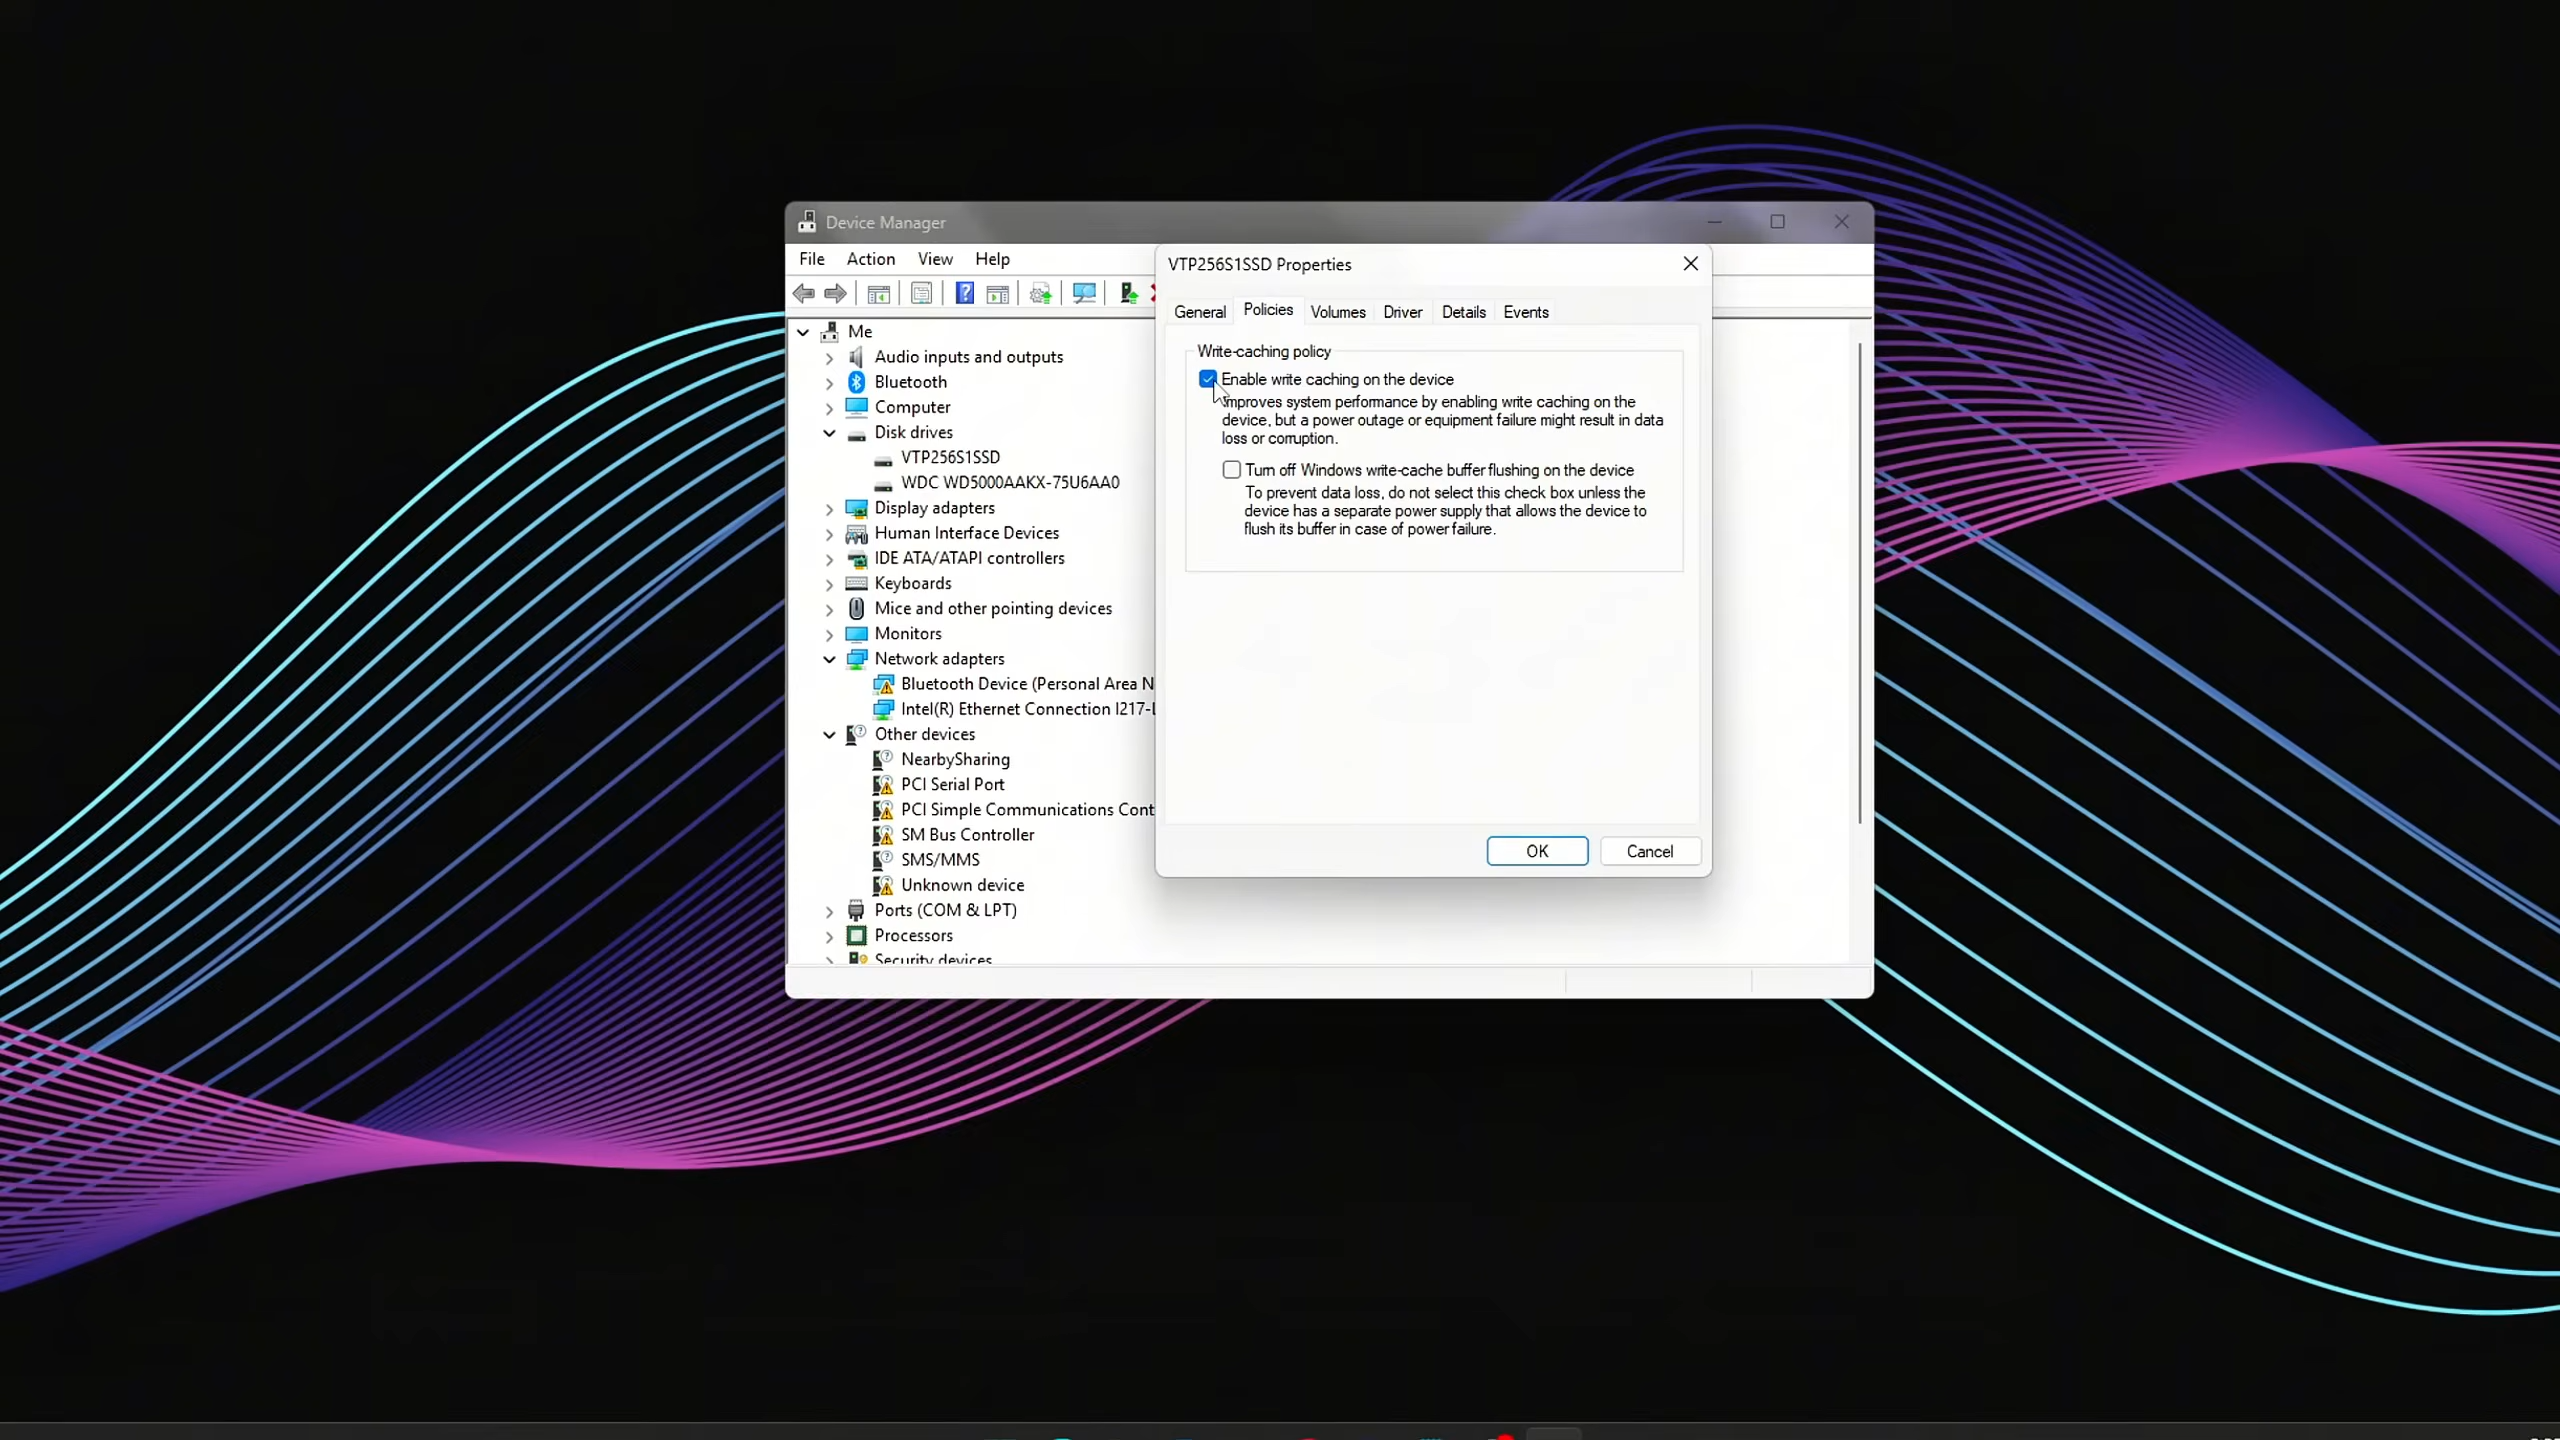 Device Manager
File Action View Help
VTP256S1SSD Properties
General Policies Volumes Driver Details Events
Write-caching policy
Enable write caching on the device
Improves system performance by enabling write caching on the
device, but a power outage or equipment failure might result in data
loss or corruption.
Turn off Windows write-cache buffer flushing on the device
To prevent data loss, do not select this check box unless the
device has a separate power supply that allows the device to
flush its buffer in case of power failure.
OK Cancel
Me
Audio inputs and outputs
Bluetooth
Computer
Disk drives
VTP256S1SSD
WDC WD5000AAKX-75U6AA0
Display adapters
Human Interface Devices
IDE ATA/ATAPI controllers
Keyboards
Mice and other pointing devices
Monitors
Network adapters
Bluetooth Device (Personal Area N
Intel(R) Ethernet Connection I217-L
Other devices
NearbySharing
PCI Serial Port
PCI Simple Communications Cont
SM Bus Controller
SMS/MMS
Unknown device
Ports (COM & LPT)
Processors
Security devices